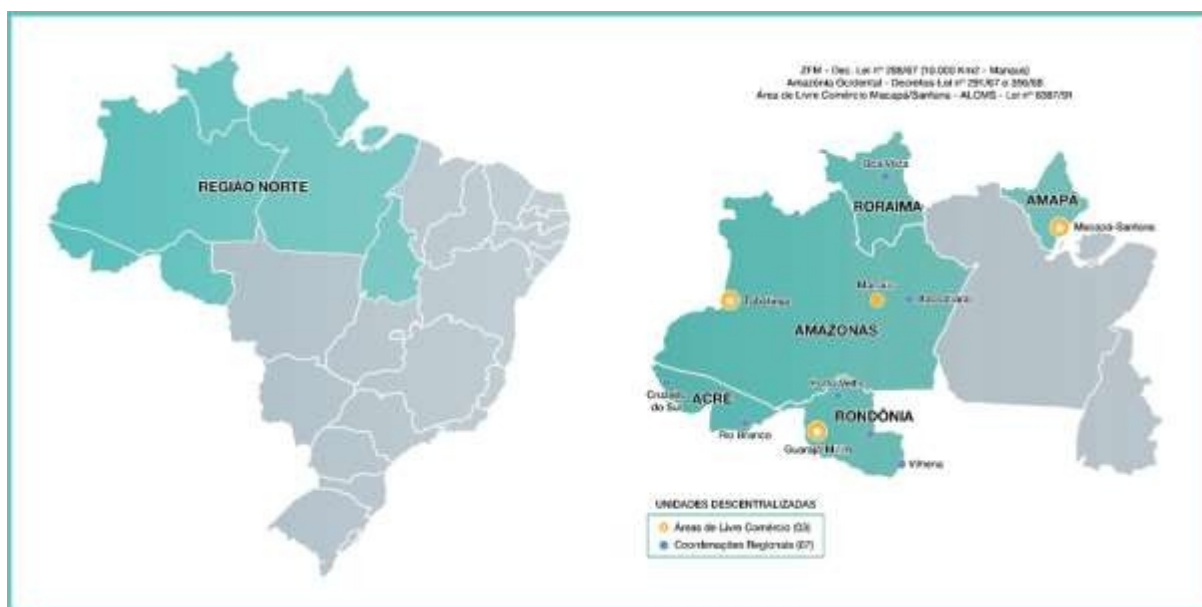 REGIÃO NORTE
ZFM - Dec. Lei nº 288/67 (10.000 Km2 - Manaus)
Amazônia Ocidental - Decretos-Lei nº 291/67 e 356/68
Área de Livre Comércio Macapá/Santana - ALCMS - Lei nº 8387/91
Boa Vista
RORAIMA
AMAPÁ
Macapá-Santana
Tabatinga
Manaus
Itacoatiara
AMAZONAS
Porto Velho
Cruzeiro
do Sul
ACRE
RONDÔNIA
Rio Branco
Guarajá-Mirim
Vilhena
UNIDADES DESCENTRALIZADAS
Áreas de Livre Comércio (03)
Coordenações Regionais (07)